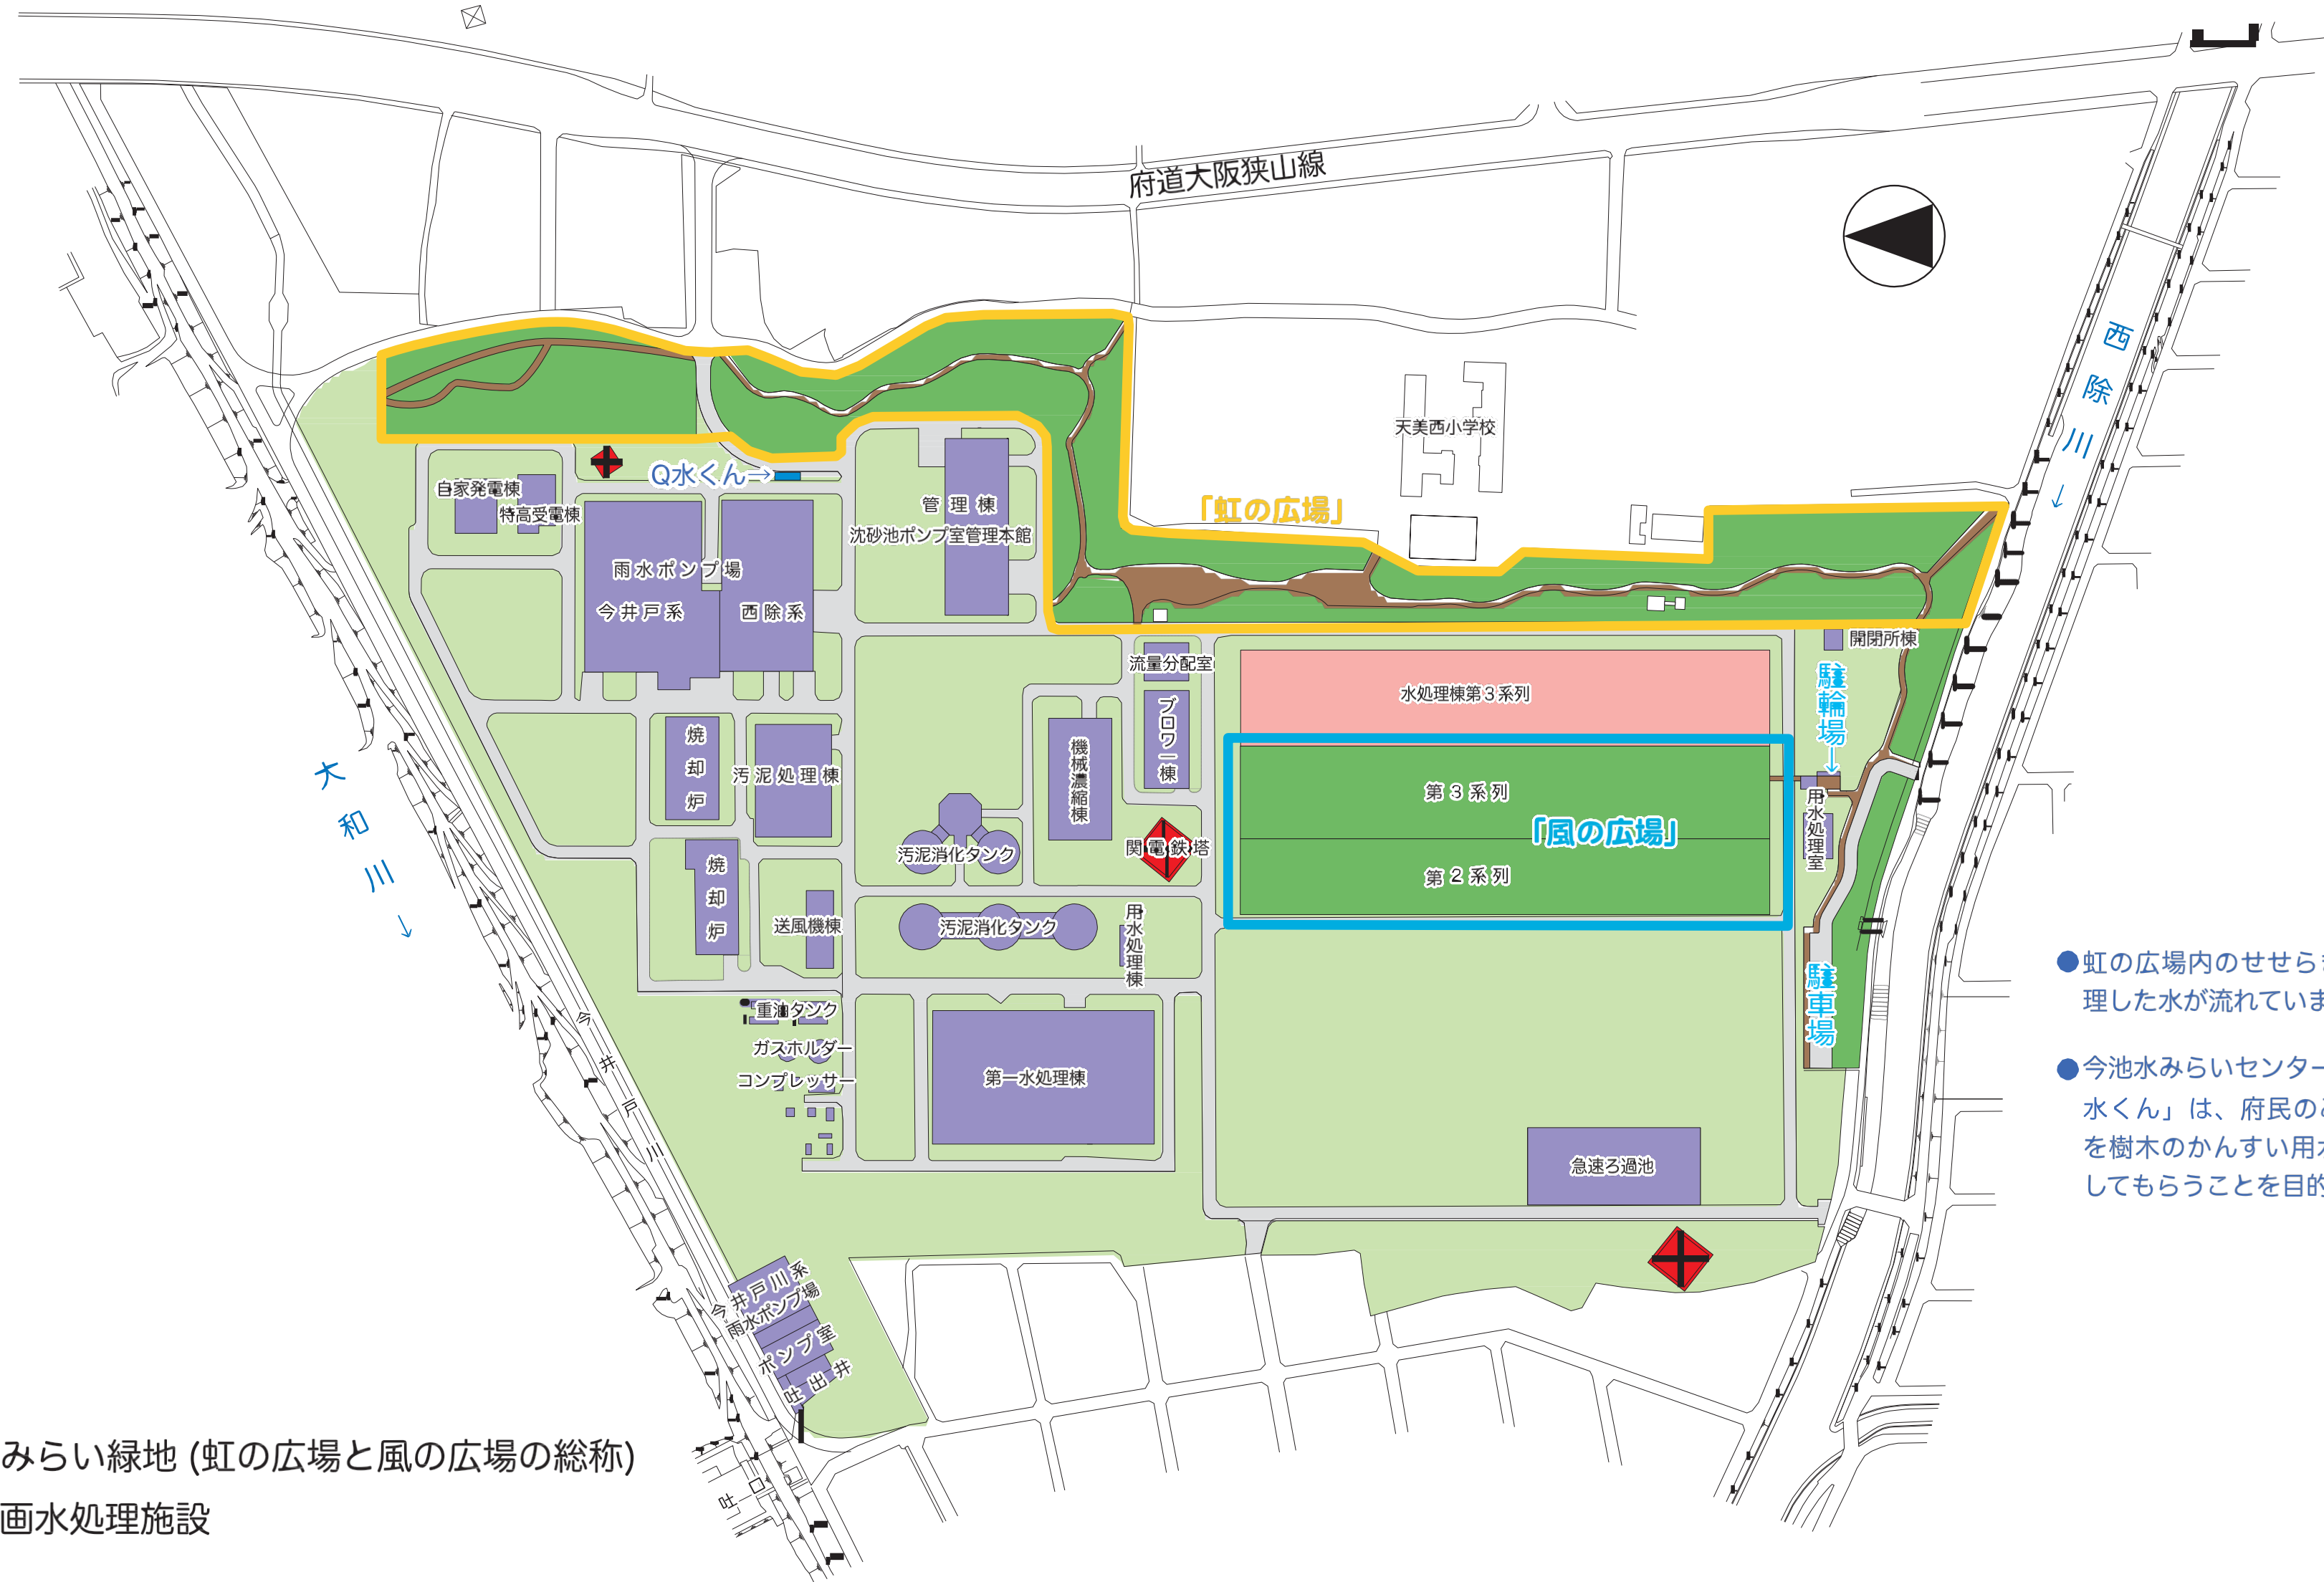 府道大阪狭山線
西除川
↓
天美西小学校
Q水くん→
自家発電棟
特高受電棟
管理棟
沈砂池ポンプ室管理本館
「虹の広場」
雨水ポンプ場
今井戸系
西除系
開閉所棟
流量分配室
水処理棟第3系列
駐輪場
↓
ブロワー棟
焼却炉
汚泥処理棟
機械濃縮棟
大和川
↓
第3系列
「風の広場」
第2系列
用水処理室
関電鉄塔
汚泥消化タンク
焼却炉
送風機棟
汚泥消化タンク
用水処理棟
駐車場
●虹の広場内のせせら
理した水が流れていま
重油タンク
今井戸川
ガスホルダー
コンプレッサー
第一水処理棟
●今池水みらいセンター
水くん」は、府民の
を樹木のかんすい用
してもらうことを目的
急速ろ過池
今井戸川系
雨水ポンプ場
ポンプ室
吐出井
吐口
みらい緑地 (虹の広場と風の広場の総称)
画水処理施設